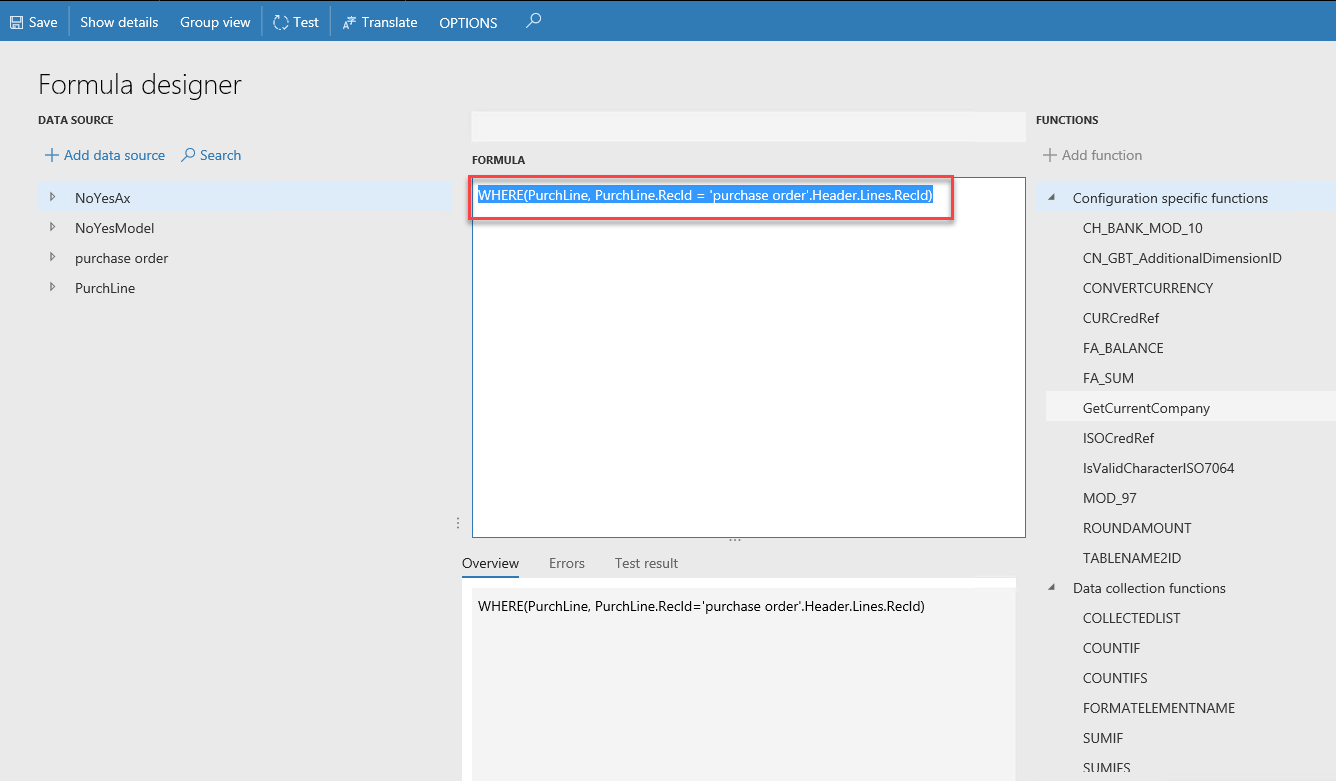 Save Show details Group view Test Translate OPTIONS
Formula designer
DATA SOURCE
Add data source Search
NoYesAx
NoYesModel
purchase order
PurchLine
FORMULA
WHERE(PurchLine, PurchLine.RecId = 'purchase order'.Header.Lines.RecId)
Overview Errors Test result
WHERE(PurchLine, PurchLine.RecId='purchase order'.Header.Lines.RecId)
FUNCTIONS
Add function
Configuration specific functions
CH_BANK_MOD_10
CN_GBT_AdditionalDimensionID
CONVERTCURRENCY
CURCredRef
FA_BALANCE
FA_SUM
GetCurrentCompany
ISOCredRef
IsValidCharacterISO7064
MOD_97
ROUNDAMOUNT
TABLENAME2ID
Data collection functions
COLLECTEDLIST
COUNTIF
COUNTIFS
FORMATELEMENTNAME
SUMIF
SUMIFS